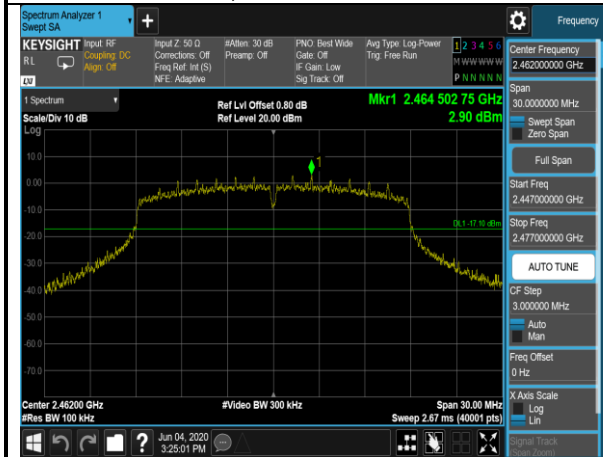 Spectrum Analyzer 1
Swept SA
Frequency
KEYSIGHT
RL
LXI
Input: RF
Coupling: DC
Align: Off
Input Z: 50 Ω
Corrections: Off
Freq Ref: Int (S)
NFE: Adaptive
#Atten: 30 dB
Preamp: Off
PNO: Best Wide
Gate: Off
IF Gain: Low
Sig Track: Off
Avg Type: Log-Power
Trig: Free Run
1 2 3 4 5 6
M W W W W W
P N N N N N
1 Spectrum
Scale/Div 10 dB
Ref Lvl Offset 0.80 dB
Ref Level 20.00 dBm
Mkr1 2.464 502 75 GHz
2.90 dBm
Log
10.0
0.00
-10.0
-20.0
-30.0
-40.0
-50.0
-60.0
-70.0
1
DL1 -17.10 dBm
Center 2.46200 GHz
#Res BW 100 kHz
#Video BW 300 kHz
Span 30.00 MHz
Sweep 2.67 ms (40001 pts)
Center Frequency
2.462000000 GHz
Span
30.0000000 MHz
Swept Span
Zero Span
Full Span
Start Freq
2.447000000 GHz
Stop Freq
2.477000000 GHz
AUTO TUNE
CF Step
3.000000 MHz
Auto
Man
Freq Offset
0 Hz
X Axis Scale
Log
Lin
Signal Track
(Span Zoom)
?
Jun 04, 2020
3:25:01 PM